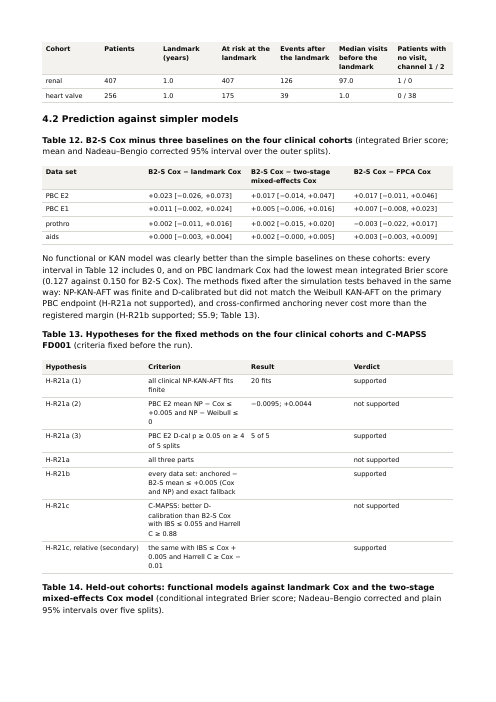 Cohort Patients Landmark (years) At risk at the landmark Events after the landmark Median visits before the landmark Patients with no visit, channel 1 / 2
renal 407 1.0 407 126 97.0 1 / 0
heart valve 256 1.0 175 39 1.0 0 / 38
4.2 Prediction against simpler models
Table 12. B2-S Cox minus three baselines on the four clinical cohorts (integrated Brier score;
mean and Nadeau–Bengio corrected 95% interval over the outer splits).
Data set B2-S Cox − landmark Cox B2-S Cox − two-stage mixed-effects Cox B2-S Cox − FPCA Cox
PBC E2 +0.023 [−0.026, +0.073] +0.017 [−0.014, +0.047] +0.017 [−0.011, +0.046]
PBC E1 +0.011 [−0.002, +0.024] +0.005 [−0.006, +0.016] +0.007 [−0.008, +0.023]
prothro +0.002 [−0.011, +0.016] +0.002 [−0.015, +0.020] −0.003 [−0.022, +0.017]
aids +0.000 [−0.003, +0.004] +0.002 [−0.000, +0.005] +0.003 [−0.003, +0.009]
No functional or KAN model was clearly better than the simple baselines on these cohorts: every
interval in Table 12 includes 0, and on PBC landmark Cox had the lowest mean integrated Brier score
(0.127 against 0.150 for B2-S Cox). The methods fixed after the simulation tests behaved in the same
way: NP-KAN-AFT was finite and D-calibrated but did not match the Weibull KAN-AFT on the primary
PBC endpoint (H-R21a not supported), and cross-confirmed anchoring never cost more than the
registered margin (H-R21b supported; S5.9; Table 13).
Table 13. Hypotheses for the fixed methods on the four clinical cohorts and C-MAPSS
FD001 (criteria fixed before the run).
Hypothesis Criterion Result Verdict
H-R21a (1) all clinical NP-KAN-AFT fits finite 20 fits supported
H-R21a (2) PBC E2 mean NP − Cox ≤ +0.005 and NP − Weibull ≤ 0 −0.0095; +0.0044 not supported
H-R21a (3) PBC E2 D-cal p ≥ 0.05 on ≥ 4 of 5 splits 5 of 5 supported
H-R21a all three parts not supported
H-R21b every data set: anchored − B2-S mean ≤ +0.005 (Cox and NP) and exact fallback supported
H-R21c C-MAPSS: better D-calibration than B2-S Cox with IBS ≤ 0.055 and Harrell C ≥ 0.88 not supported
H-R21c, relative (secondary) the same with IBS ≤ Cox + 0.005 and Harrell C ≥ Cox − 0.01 supported
Table 14. Held-out cohorts: functional models against landmark Cox and the two-stage
mixed-effects Cox model (conditional integrated Brier score; Nadeau–Bengio corrected and plain
95% intervals over five splits).